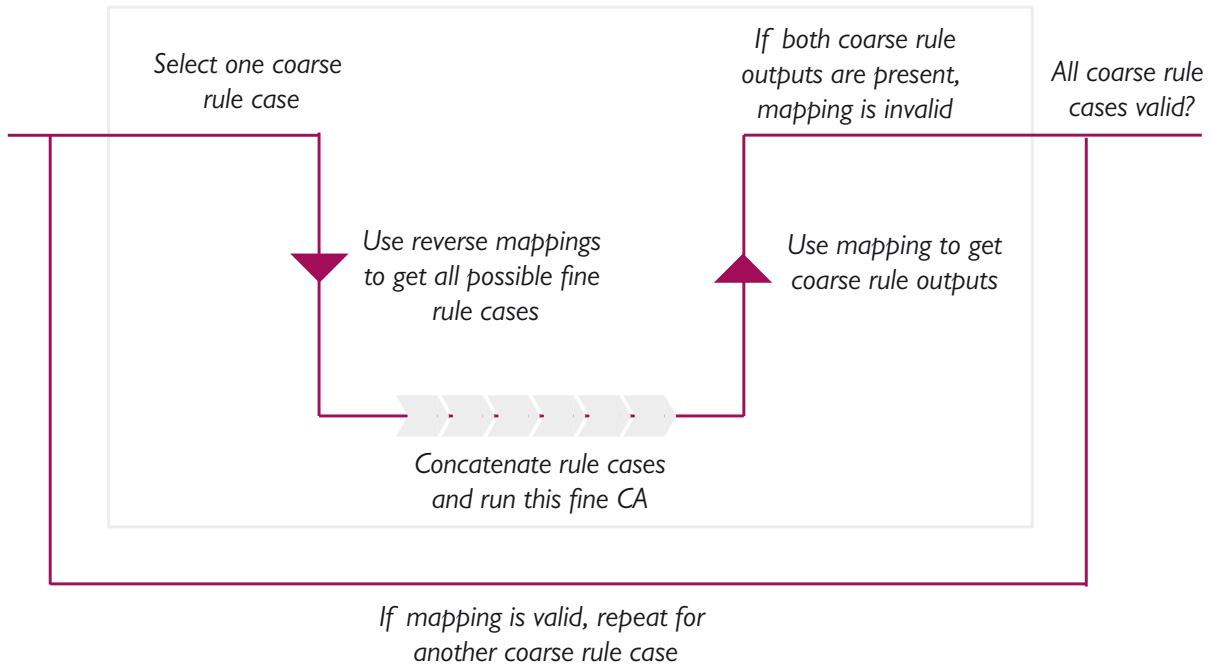 Select one coarse
rule case
If both coarse rule
outputs are present,
mapping is invalid
All coarse rule
cases valid?
Use reverse mappings
to get all possible fine
rule cases
Use mapping to get
coarse rule outputs
Concatenate rule cases
and run this fine CA
If mapping is valid, repeat for
another coarse rule case